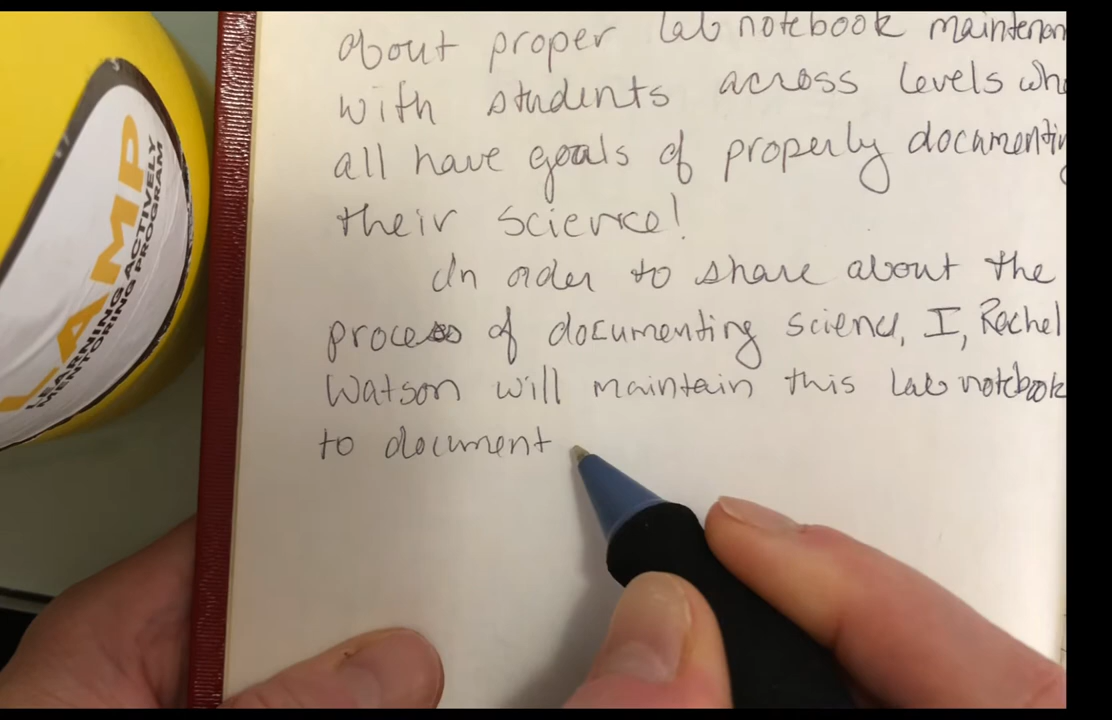 about proper lab notebook maintenan
with students across levels who
all have goals of properly documentin
their science!
In order to share about the
process of documenting science, I, Rachel
Watson will maintain this lab notebook
to document
LAMP
LEARNING ACTIVELY
MENTORING PROGRAM